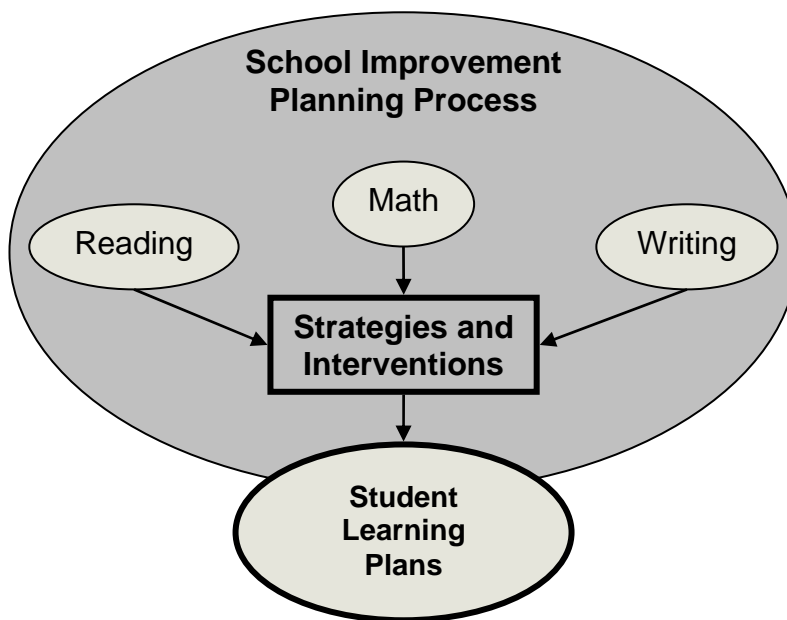 School Improvement
Planning Process
Math
Reading
Writing
Strategies and
Interventions
Student
Learning
Plans